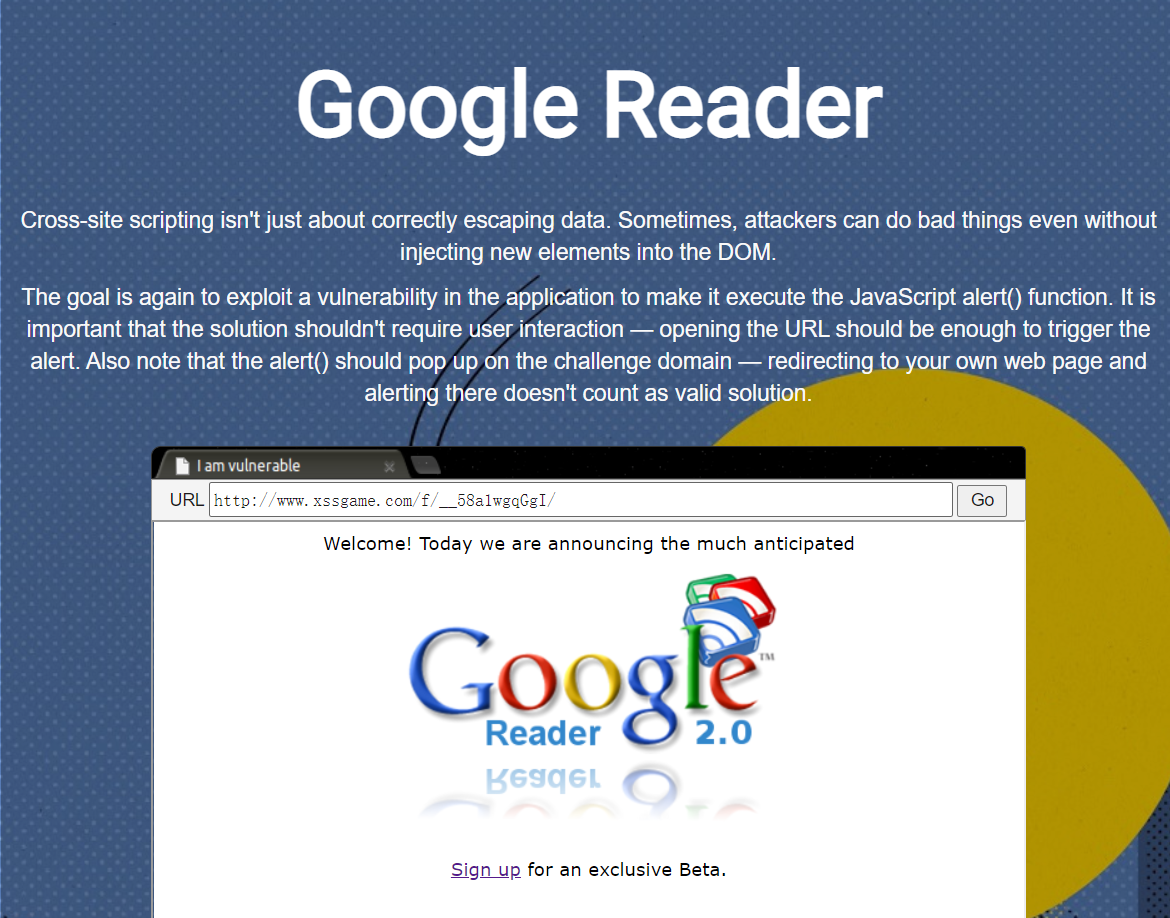 Google Reader
Cross-site scripting isn't just about correctly escaping data. Sometimes, attackers can do bad things even without
injecting new elements into the DOM.
The goal is again to exploit a vulnerability in the application to make it execute the JavaScript alert() function. It is
important that the solution shouldn't require user interaction — opening the URL should be enough to trigger the
alert. Also note that the alert() should pop up on the challenge domain — redirecting to your own web page and
alerting there doesn't count as valid solution.
I am vulnerable
URL http://www.xssgame.com/f/__58a1wgqGgI/ Go
Welcome! Today we are announcing the much anticipated
Google™
Reader 2.0
Sign up for an exclusive Beta.